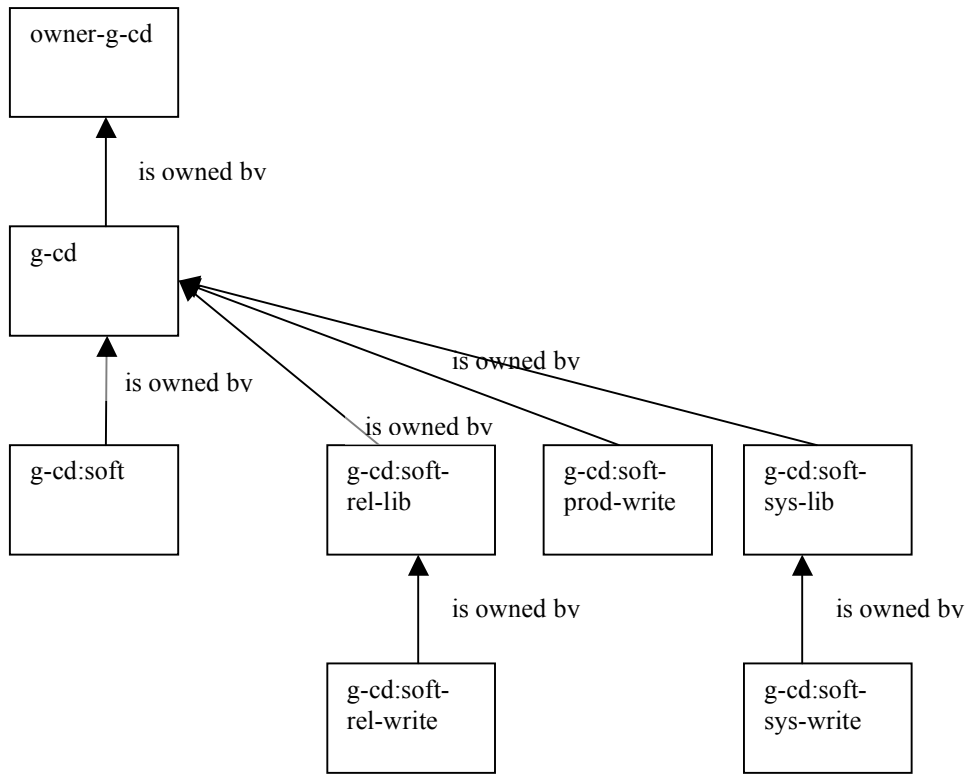 owner-g-cd
is owned by
g-cd
is owned by
is owned by
is owned by
g-cd:soft
g-cd:soft-
rel-lib
g-cd:soft-
prod-write
g-cd:soft-
sys-lib
is owned by
is owned by
g-cd:soft-
rel-write
g-cd:soft-
sys-write